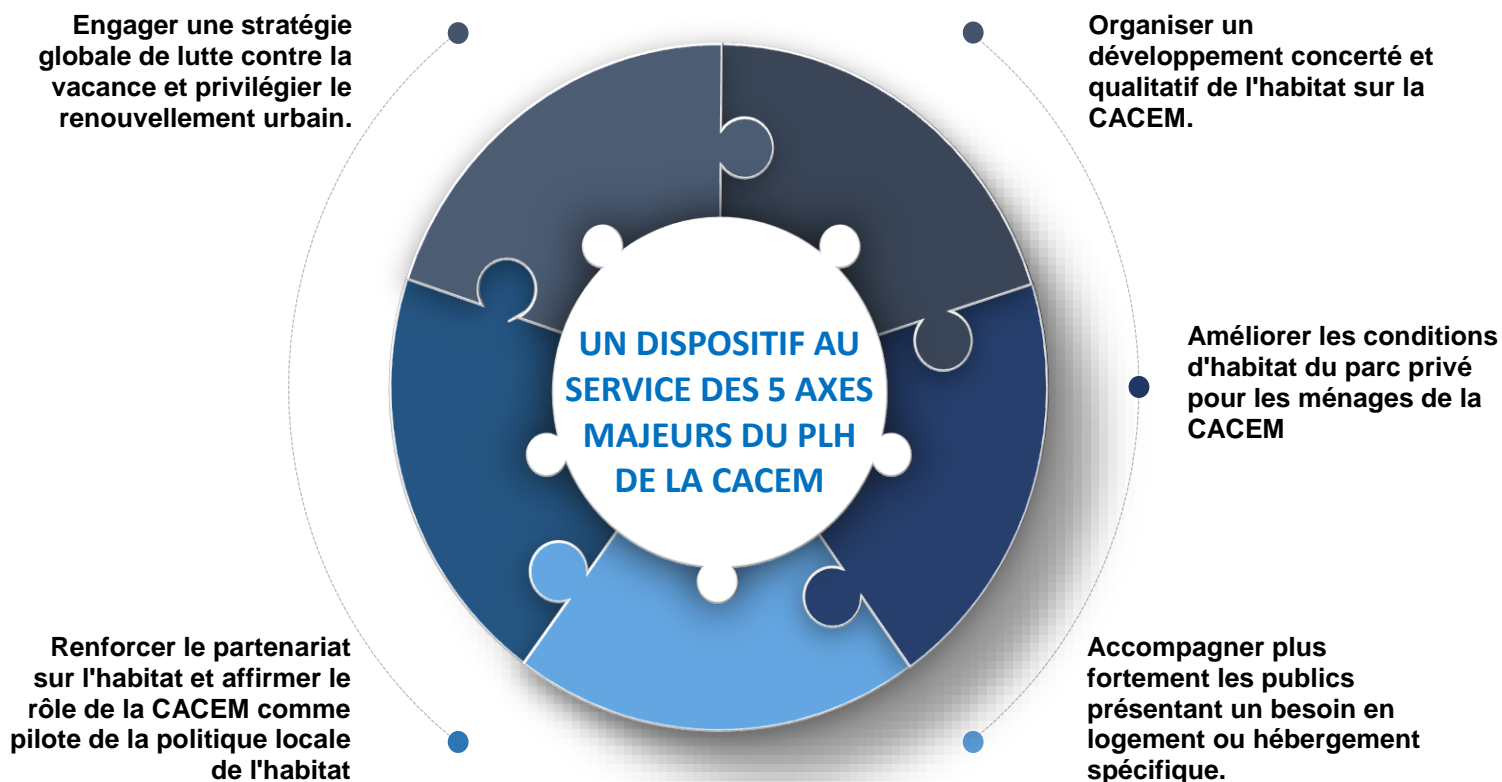 Engager une stratégie
globale de lutte contre la
vacance et privilégier le
renouvellement urbain.
Organiser un
développement concerté et
qualitatif de l'habitat sur la
CACEM.
UN DISPOSITIF AU
SERVICE DES 5 AXES
MAJEURS DU PLH
DE LA CACEM
Améliorer les conditions
d'habitat du parc privé
pour les ménages de la
CACEM
Renforcer le partenariat
sur l'habitat et affirmer le
rôle de la CACEM comme
pilote de la politique locale
de l'habitat
Accompagner plus
fortement les publics
présentant un besoin en
logement ou hébergement
spécifique.